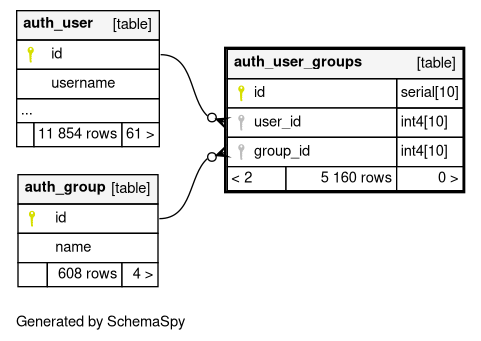 auth_user [table]
id
username
...
11 854 rows 61 >
auth_user_groups [table]
id serial[10]
user_id int4[10]
group_id int4[10]
< 2 5 160 rows 0 >
auth_group [table]
id
name
608 rows 4 >
Generated by SchemaSpy